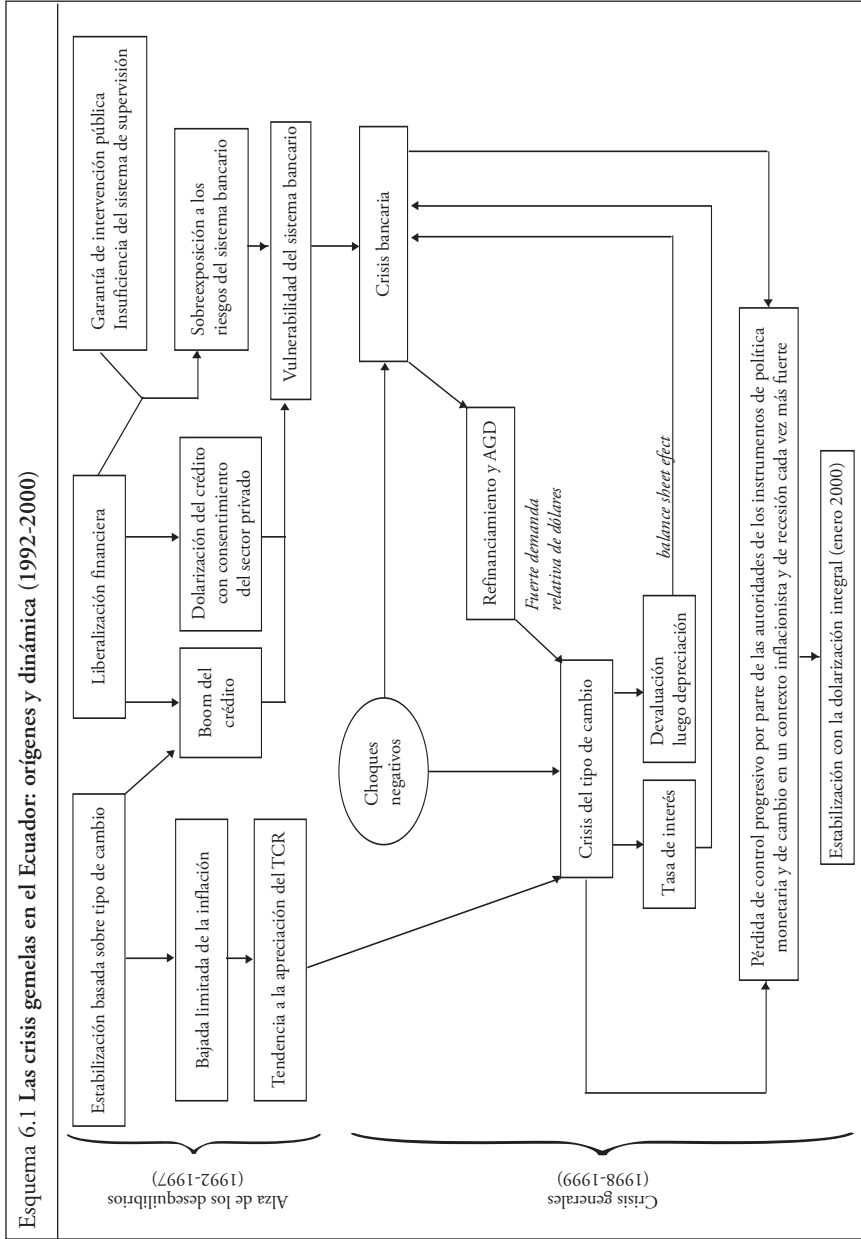 Esquema 6.1 Las crisis gemelas en el Ecuador: orígenes y dinámica (1992-2000)
Alza de los desequilibrios
(1992-1997)
Estabilización basada sobre tipo de cambio
Liberalización financiera
Garantía de intervención pública
Insuficiencia del sistema de supervisión
Bajada limitada de la inflación
Boom del
crédito
Dolarización del crédito
con consentimiento
del sector privado
Sobreexposición a los
riesgos del sistema bancario
Tendencia a la apreciación del TCR
Vulnerabilidad del sistema bancario
Crisis generales
(1998-1999)
Choques
negativos
Crisis bancaria
Refinanciamiento y AGD
Fuerte demanda
relativa de dólares
Crisis del tipo de cambio
Tasa de interés
Devaluación
luego depreciación
balance sheet efect
Pérdida de control progresivo por parte de las autoridades de los instrumentos de política
monetaria y de cambio en un contexto inflacionista y de recesión cada vez más fuerte
Estabilización con la dolarización integral (enero 2000)